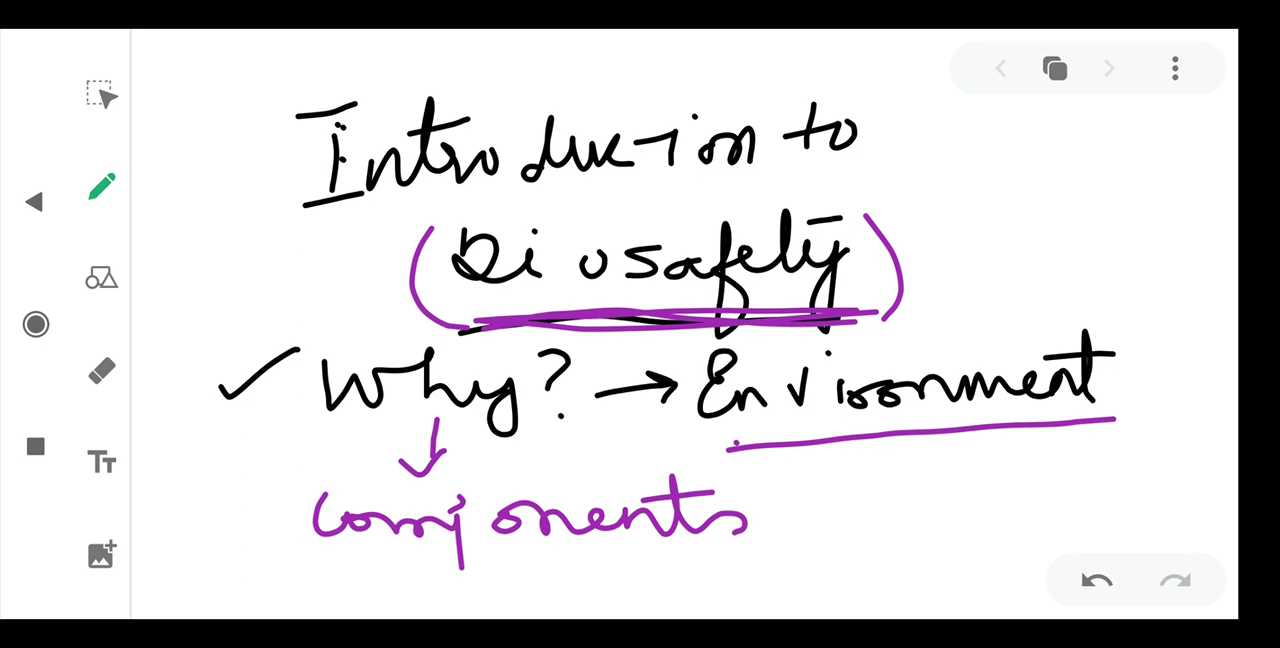 Introduction to
(Biosafety)
✓ Why? → Environment
↓
components